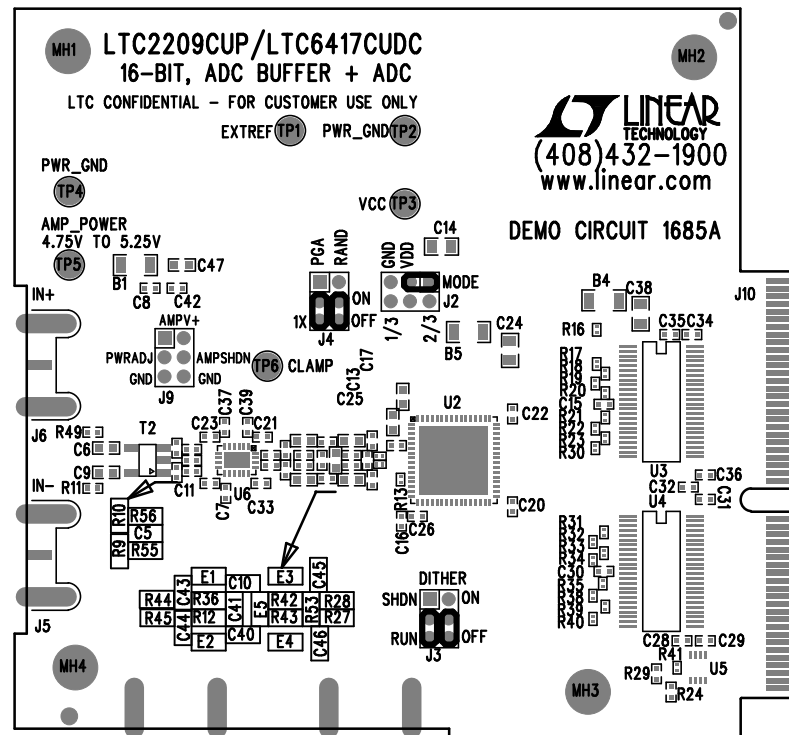 MH1
LTC2209CUP/LTC6417CUDC
16-BIT, ADC BUFFER + ADC
LTC CONFIDENTIAL - FOR CUSTOMER USE ONLY
MH2
EXTREF TP1
PWR_GND TP2
LINEAR
TECHNOLOGY
(408)432-1900
www.linear.com
PWR_GND
TP4
VCC TP3
AMP_POWER
4.75V TO 5.25V
TP5
DEMO CIRCUIT 1685A
B1
C47
C8
C42
PGA
RAND
ON
1X
OFF
J4
GND
VDD
MODE
J2
1/3
2/3
C14
B5
C24
B4
C38
J10
IN+
AMPV+
PWRADJ
AMPSHDN
GND
GND
J9
TP6 CLAMP
C17
C13
C25
R16
C35
C34
R17
R18
R19
R20
C15
R21
R22
R23
R30
U3
J6
R49
C6
C9
IN-
R11
T2
C23
C37
C39
C21
C11
C7
U6
C33
U2
C22
C20
R13
C16
C26
C36
C32
U4
C31
R10
R56
C5
R9
R55
R31
R32
R33
R34
C30
R35
R38
R39
R40
E1
C10
E3
C45
C43
R44
R36
C41
E5
R42
R53
R28
R45
R12
R43
R27
C44
E2
C40
E4
C46
J5
DITHER
SHDN
ON
RUN
OFF
J3
C28
C29
R41
R29
U5
R24
MH4
MH3